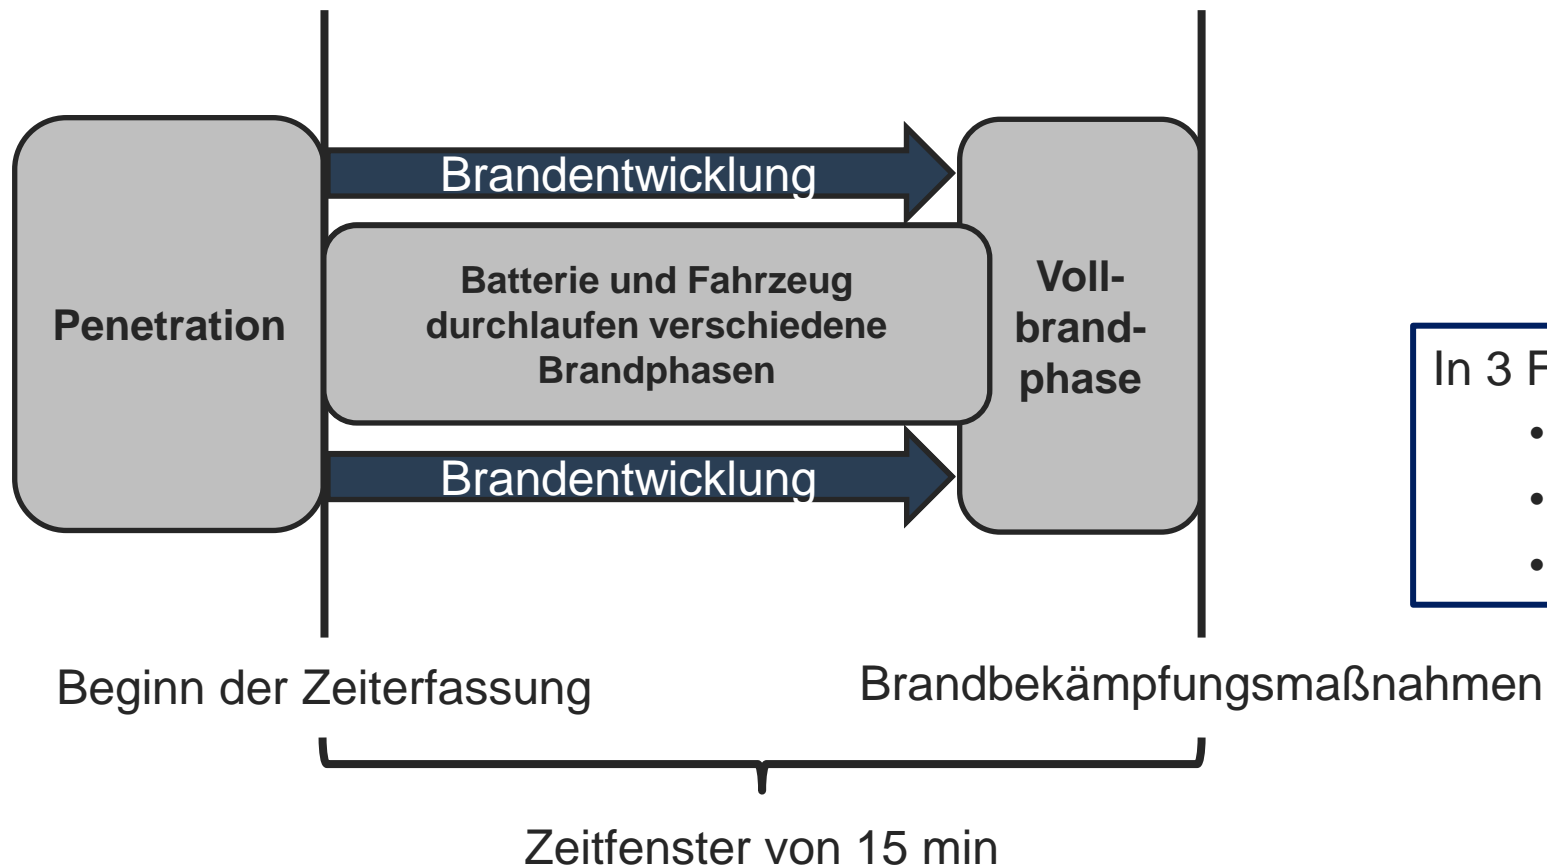 Brandentwicklung
Penetration
Batterie und Fahrzeug
durchlaufen verschiedene
Brandphasen
Voll-
brand-
phase
Brandentwicklung
In 3
•
•
•
Beginn der Zeiterfassung
Brandbekämpfungsmaßnahmen
Zeitfenster von 15 min